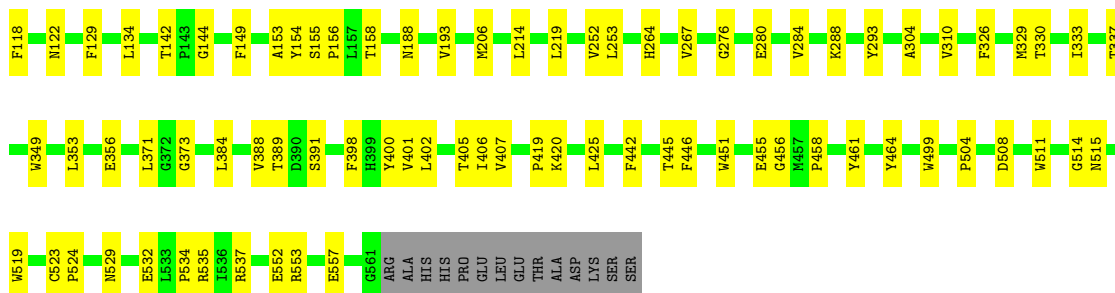 F118 N122 F129 L134 T142 P143 G144 F149 A153 Y154 S155 P156 L157 T158 N188 V193 M206 L214 L219 V252 L253 H264 V267 G276 E280 V284 K288 Y293 A304 V310 F326 M329 T330 I333 T337
W349 L353 E356 L371 G372 G373 L384 V388 T389 D390 S391 F398 H399 Y400 V401 L402 T405 I406 V407 P419 K420 L425 F442 T445 F446 W451 E455 G456 M457 P458 Y461 Y464 W499 P504 D508 W511 G514 N515
W519 C523 P524 N529 E532 L533 P534 R535 I536 R537 E552 R553 E557 G561 ARG ALA HIS HIS PRO GLU LEU GLU THR ALA ASP LYS SER SER